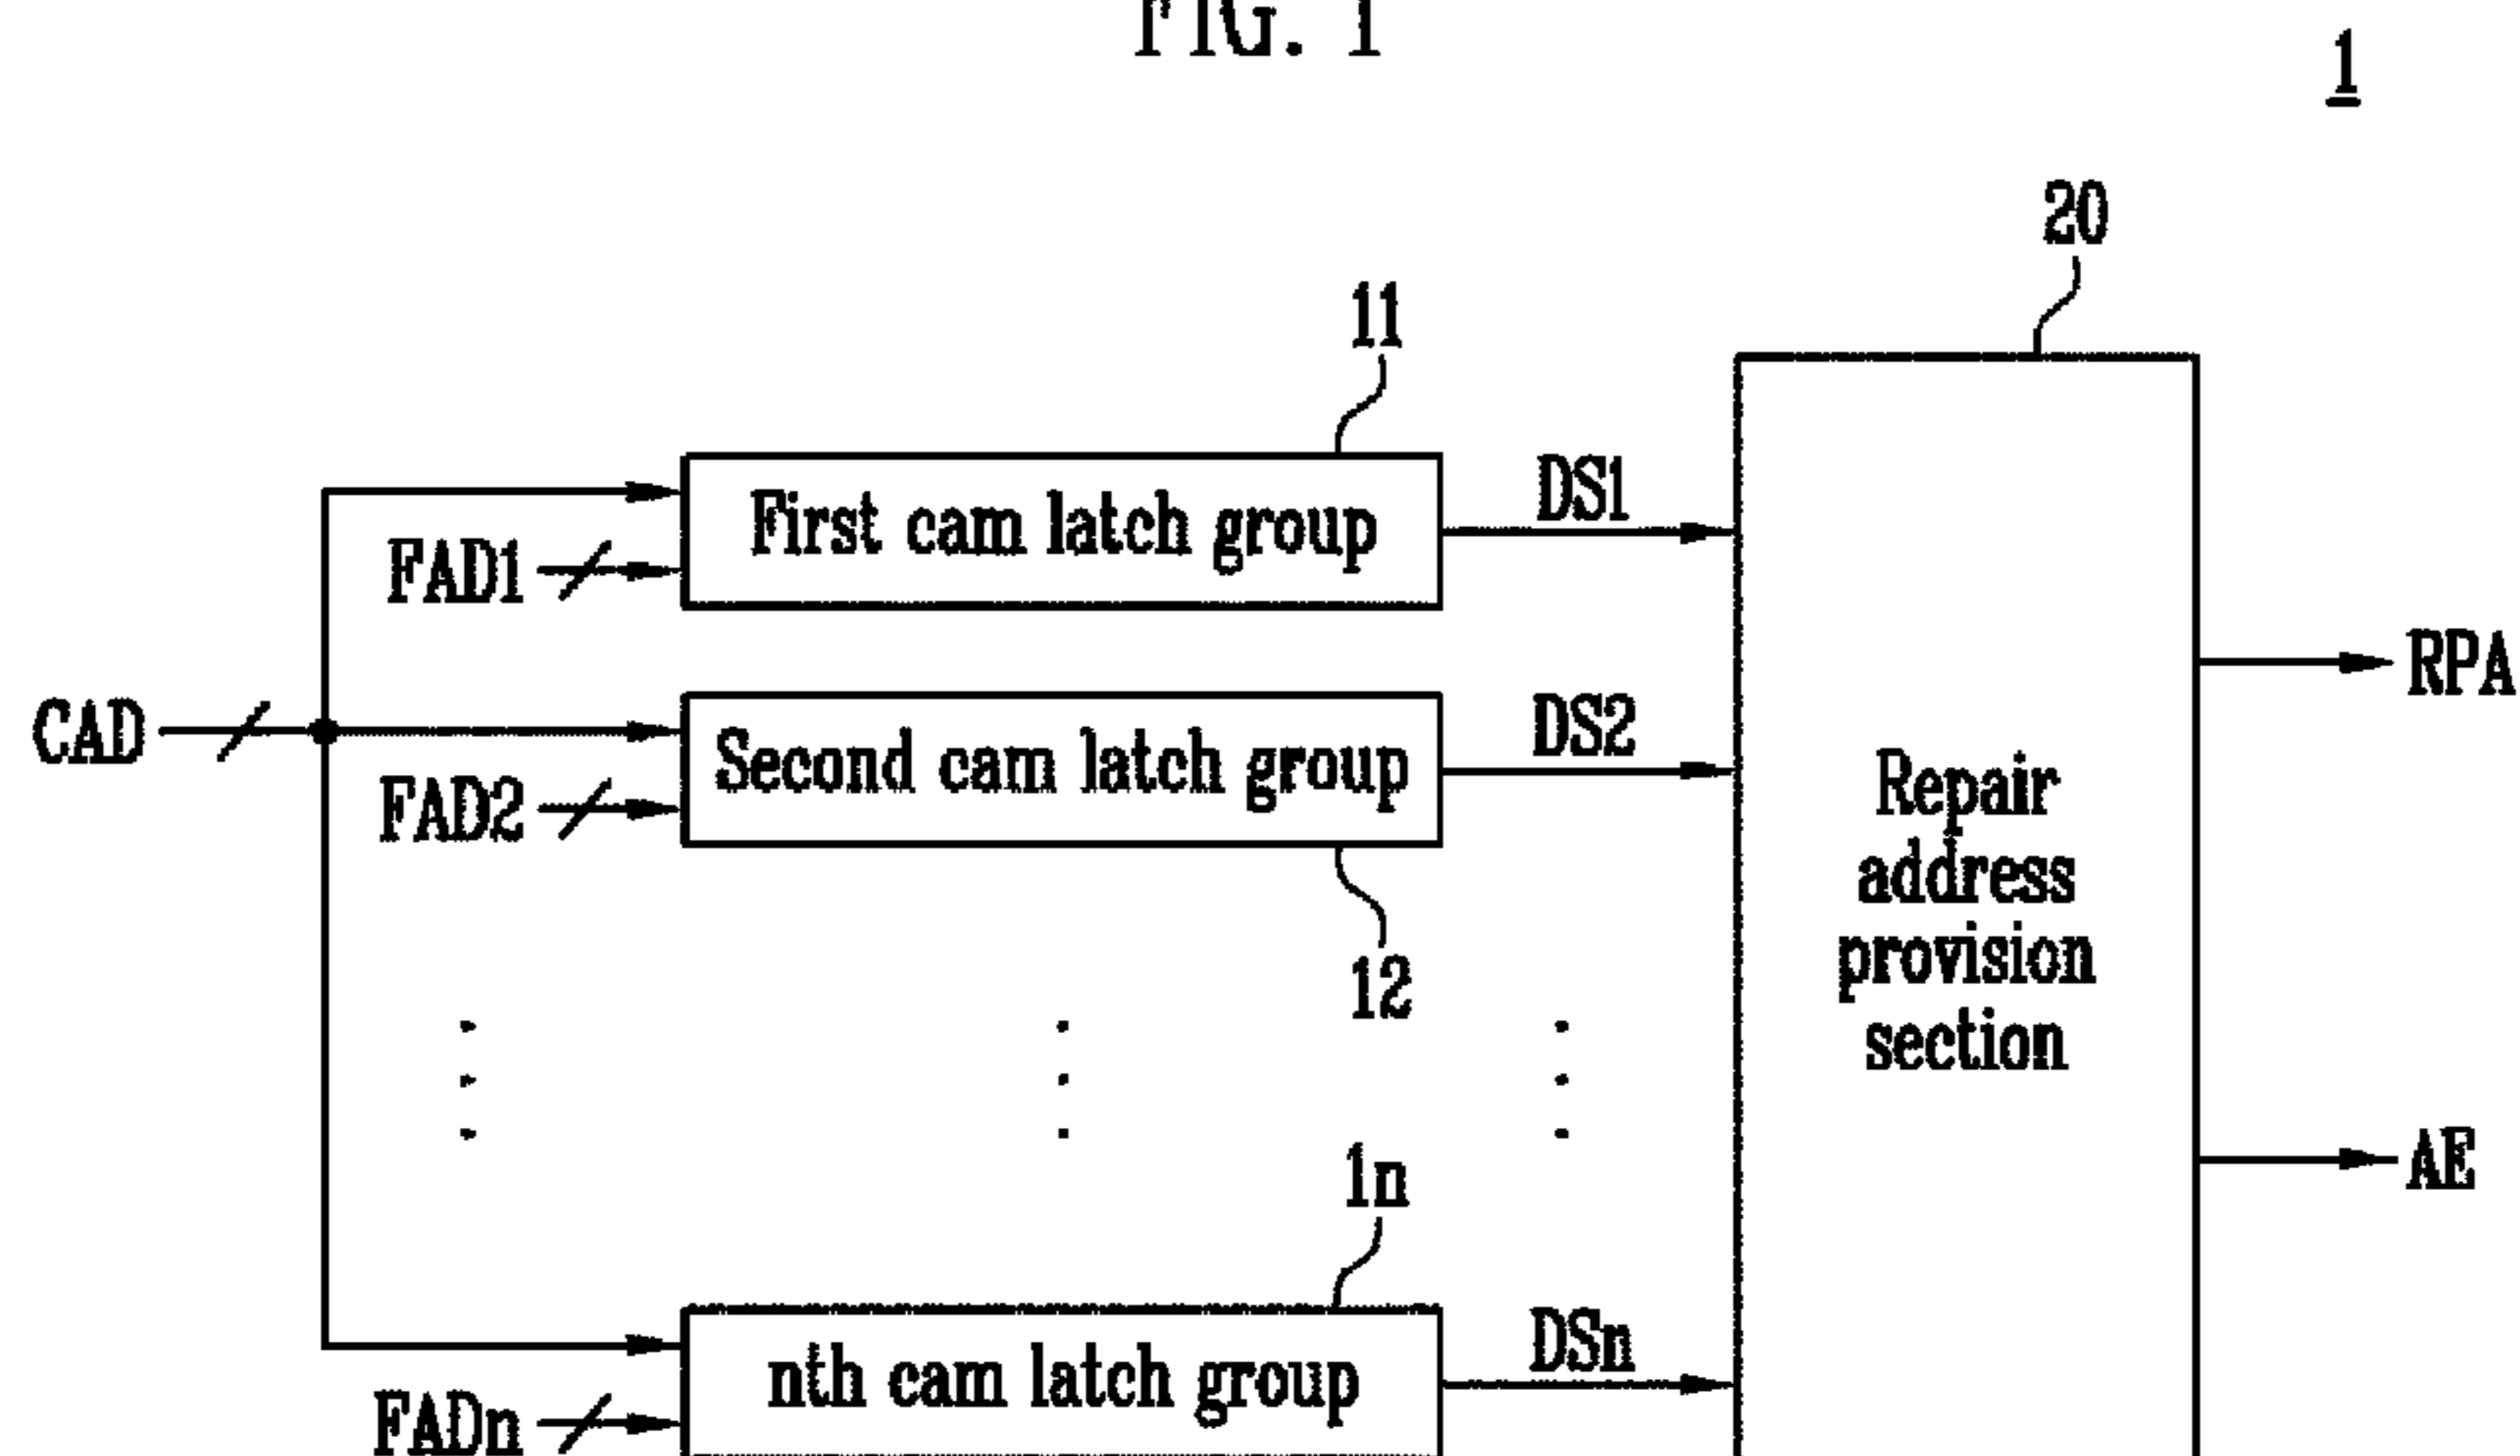 FIG. 1
1
20
11
First cam latch group
DS1
FAD1
RPA
CAD
Second cam latch group
DS2
FAD2
Repair
address
provision
section
12
AE
1n
nth cam latch group
DSn
FADn